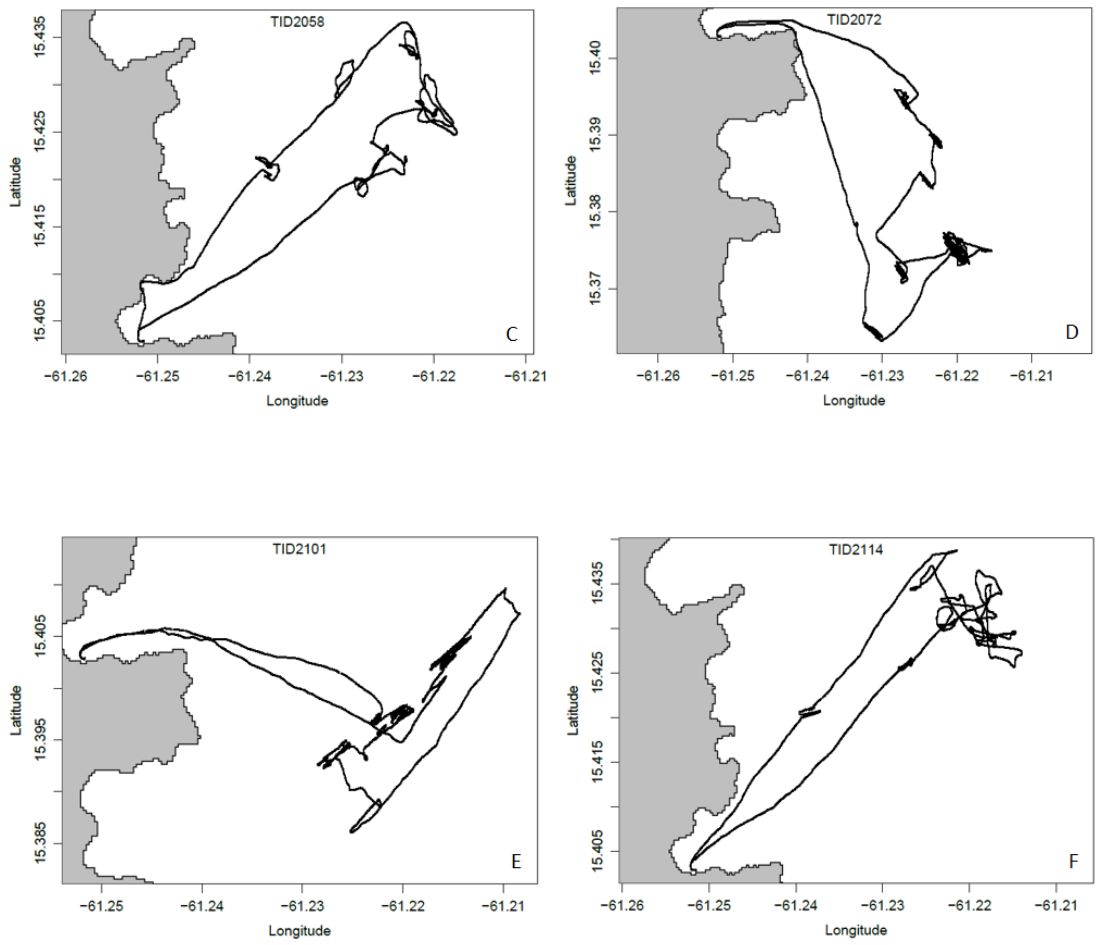 TID2058
Latitude
15.435
15.425
15.415
15.405
C
−61.26 −61.25 −61.24 −61.23 −61.22 −61.21
Longitude
TID2072
Latitude
15.40
15.39
15.38
15.37
D
−61.26 −61.25 −61.24 −61.23 −61.22 −61.21
Longitude
TID2101
Latitude
15.405
15.395
15.385
E
−61.25 −61.24 −61.23 −61.22 −61.21
Longitude
TID2114
Latitude
15.435
15.425
15.415
15.405
F
−61.26 −61.25 −61.24 −61.23 −61.22 −61.21
Longitude